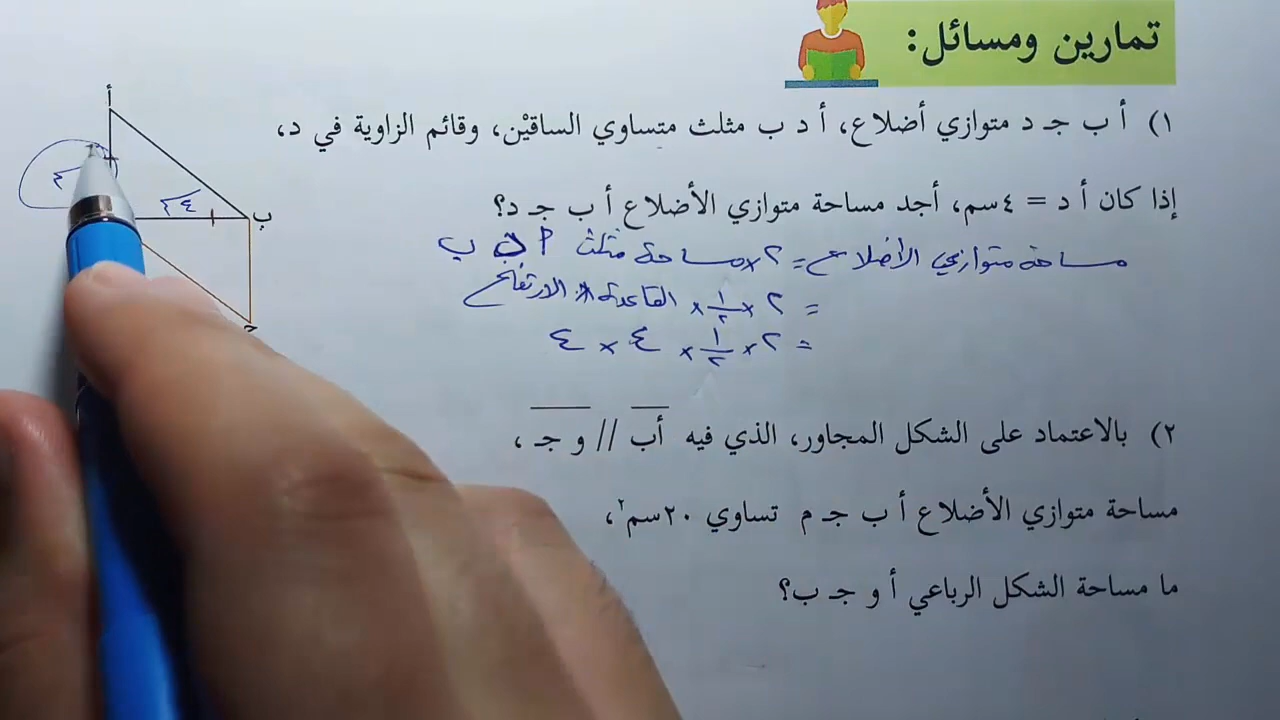 تمارين ومسائل:
١) أ ب جـ د متوازي أضلاع، أ د ب مثلث متساوي الساقيْن، وقائم الزاوية في د،
إذا كان أ د = ٤سم، أجد مساحة متوازي الأضلاع أ ب جـ د؟
مساحة متوازي الأضلاع = ٢×مساحة مثلث أ د ب
= ٢ × ١/٢ × القاعدة × الارتفاع
= ٢ × ١/٢ × ٤ × ٤
أ
ب
جـ
٢) بالاعتماد على الشكل المجاور، الذي فيه أب // و جـ ،
مساحة متوازي الأضلاع أ ب جـ م تساوي ٢٠سم٢،
ما مساحة الشكل الرباعي أ و جـ ب؟